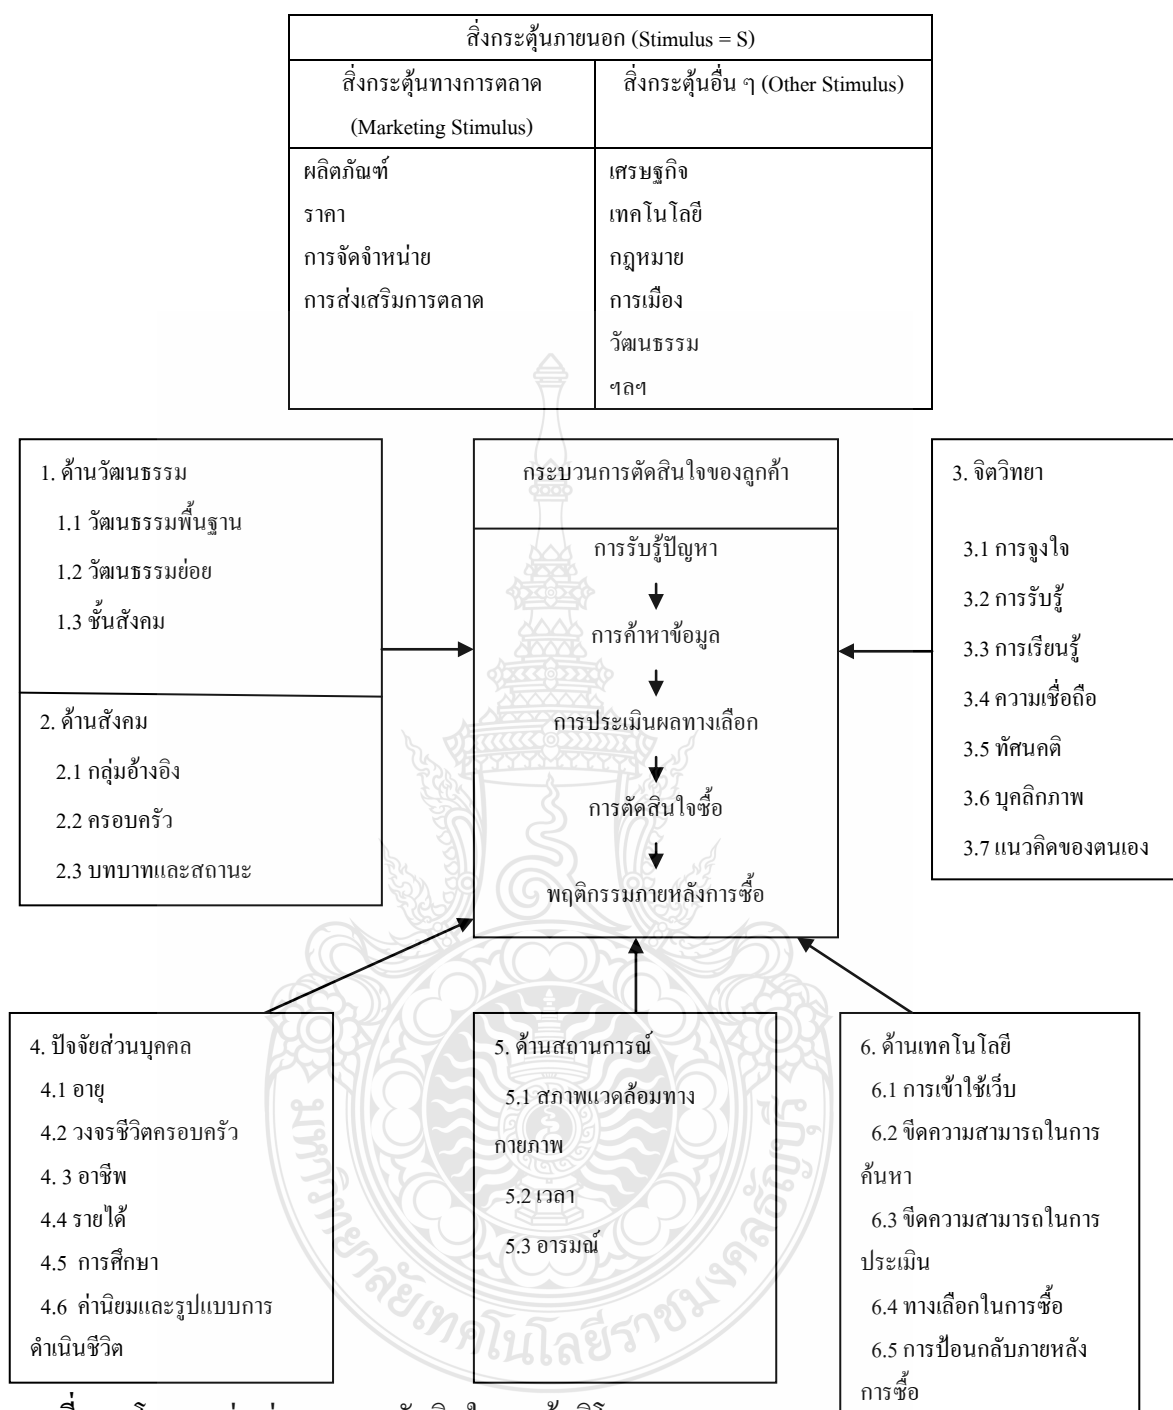 สิ่งกระตุ้นภายนอก (Stimulus = S)
สิ่งกระตุ้นทางการตลาด
(Marketing Stimulus)
สิ่งกระตุ้นอื่น ๆ (Other Stimulus)
ผลิตภัณฑ์
ราคา
การจัดจำหน่าย
การส่งเสริมการตลาด
เศรษฐกิจ
เทคโนโลยี
กฎหมาย
การเมือง
วัฒนธรรม
ฯลฯ
1. ด้านวัฒนธรรม
1.1 วัฒนธรรมพื้นฐาน
1.2 วัฒนธรรมย่อย
1.3 ชั้นสังคม
2. ด้านสังคม
2.1 กลุ่มอ้างอิง
2.2 ครอบครัว
2.3 บทบาทและสถานะ
กระบวนการตัดสินใจของลูกค้า
การรับรู้ปัญหา
การค้าหาข้อมูล
การประเมินผลทางเลือก
การตัดสินใจซื้อ
พฤติกรรมภายหลังการซื้อ
3. จิตวิทยา
3.1 การจูงใจ
3.2 การรับรู้
3.3 การเรียนรู้
3.4 ความเชื่อถือ
3.5 ทัศนคติ
3.6 บุคลิกภาพ
3.7 แนวคิดของตนเอง
4. ปัจจัยส่วนบุคคล
4.1 อายุ
4.2 วงจรชีวิตครอบครัว
4. 3 อาชีพ
4.4 รายได้
4.5 การศึกษา
4.6 ค่านิยมและรูปแบบการ
ดำเนินชีวิต
5. ด้านสถานการณ์
5.1 สภาพแวดล้อมทาง
กายภาพ
5.2 เวลา
5.3 อารมณ์
6. ด้านเทคโนโลยี
6.1 การเข้าใช้เว็บ
6.2 ขีดความสามารถในการ
ค้นหา
6.3 ขีดความสามารถในการ
ประเมิน
6.4 ทางเลือกในการซื้อ
6.5 การป้อนกลับภายหลัง
การซื้อ
มหาวิทยาลัยเทคโนโลยีราชมงคลธัญบุรี